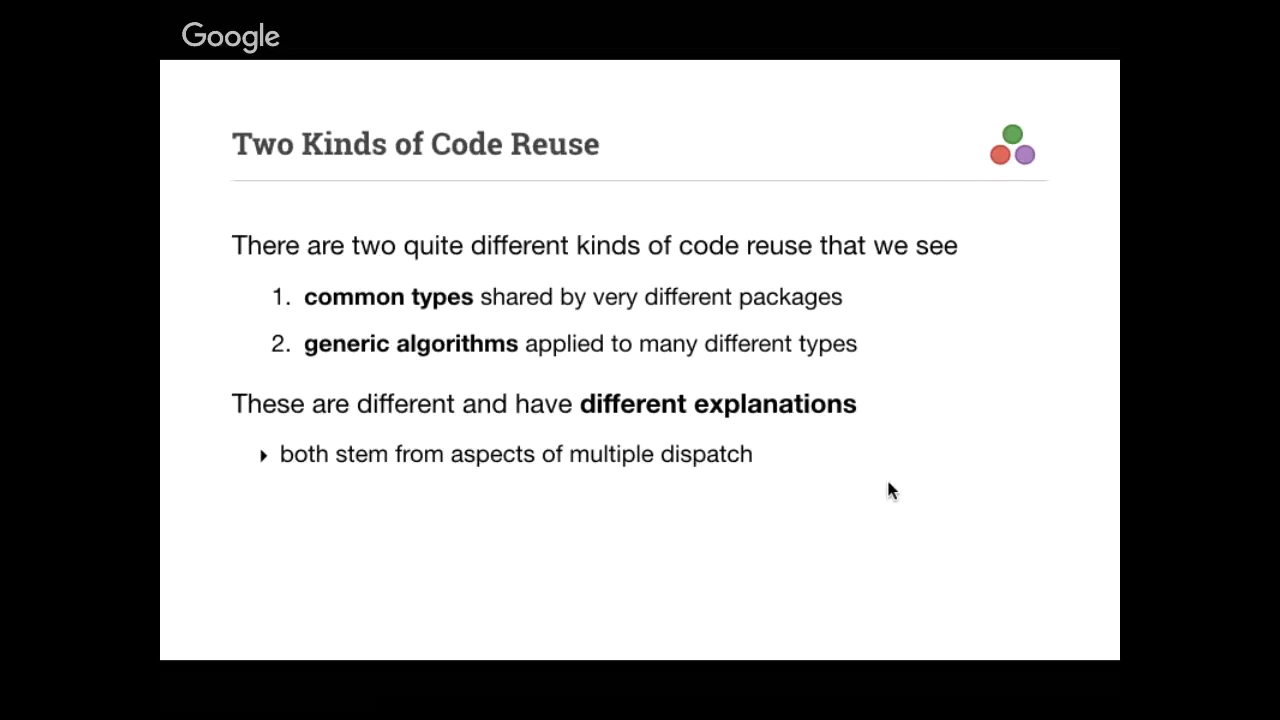 Google
Two Kinds of Code Reuse
There are two quite different kinds of code reuse that we see
1. common types shared by very different packages
2. generic algorithms applied to many different types
These are different and have different explanations
‣ both stem from aspects of multiple dispatch